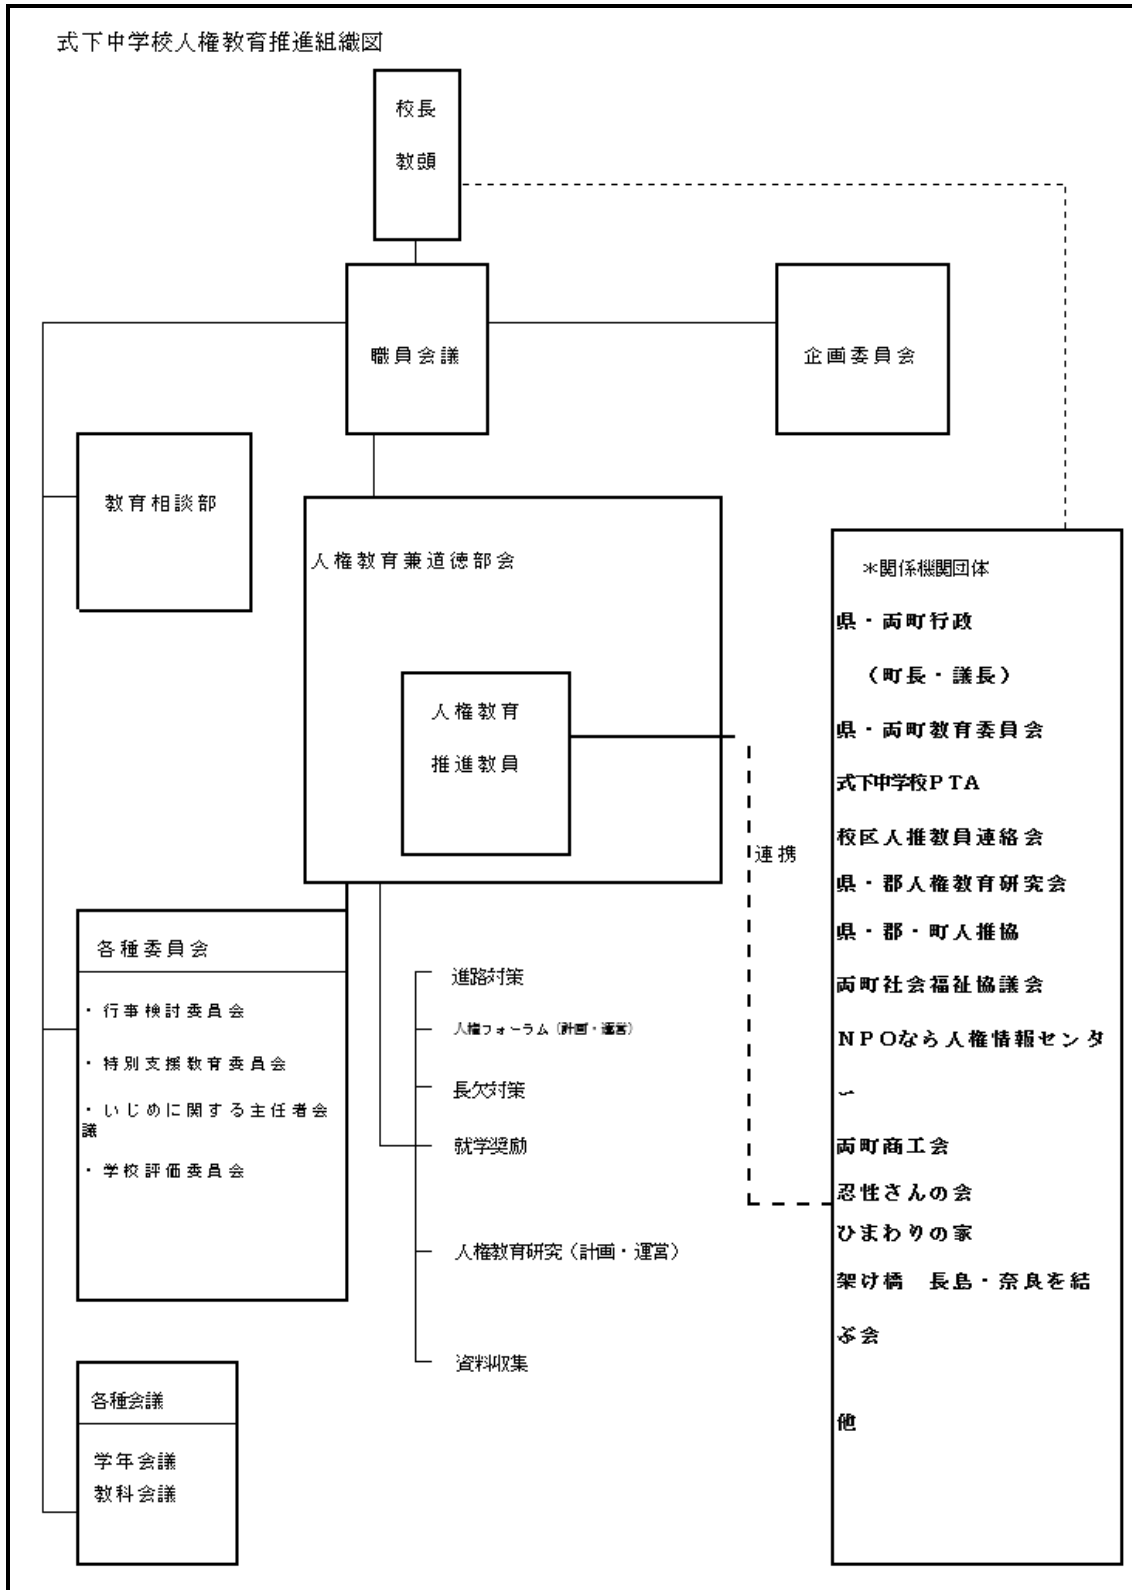 式下中学校人権教育推進組織図
校長
教頭
職員会議
企画委員会
教育相談部
人権教育兼道徳部会
人権教育
推進教員
連携
各種委員会
・行事検討委員会
・特別支援教育委員会
・いじめに関する主任者会
議
・学校評価委員会
進路対策
人権フォーラム（計画・運営）
長欠対策
就学奨励
人権教育研究（計画・運営）
資料収集
各種会議
学年会議
教科会議
＊関係機関団体
県・両町行政
（町長・議長）
県・両町教育委員会
式下中学校ＰＴＡ
校区人推教員連絡会
県・郡人権教育研究会
県・郡・町人推協
両町社会福祉協議会
ＮＰＯなら人権情報センタ
ー
両町商工会
忍性さんの会
ひまわりの家
架け橋　長島・奈良を結
ぶ会
他